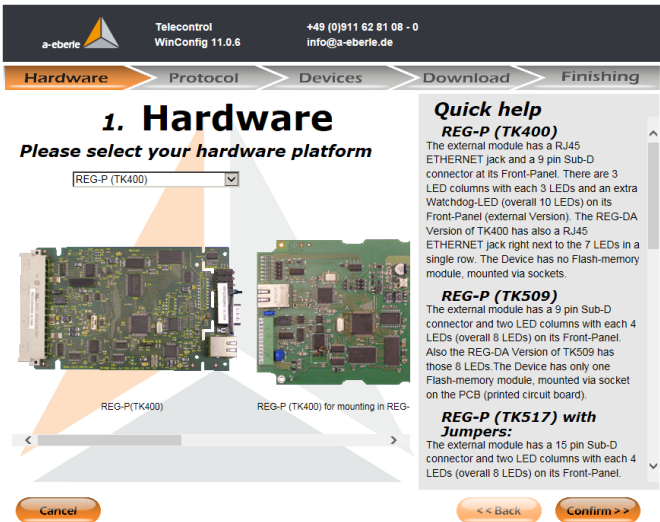 a-eberle
Telecontrol
WinConfig 11.0.6
+49 (0)911 62 81 08 - 0
info@a-eberle.de
Hardware
Protocol
Devices
Download
Finishing
1. Hardware
Please select your hardware platform
REG-P (TK400)
REG-P(TK400)
REG-P (TK400) for mounting in REG-
Quick help
REG-P (TK400)
The external module has a RJ45
ETHERNET jack and a 9 pin Sub-D
connector at its Front-Panel. There are 3
LED columns with each 3 LEDs and an extra
Watchdog-LED (overall 10 LEDs) on its
Front-Panel (external Version). The REG-DA
Version of TK400 has also a RJ45
ETHERNET jack right next to the 7 LEDs in a
single row. The Device has no Flash-memory
module, mounted via sockets.
REG-P (TK509)
The external module has a 9 pin Sub-D
connector and two LED columns with each 4
LEDs (overall 8 LEDs) on its Front-Panel.
Also the REG-DA Version of TK509 has
those 8 LEDs.The Device has only one
Flash-memory module, mounted via socket
on the PCB (printed circuit board).
REG-P (TK517) with
Jumpers:
The external module has a 15 pin Sub-D
connector and two LED columns with each 4
LEDs (overall 8 LEDs) on its Front-Panel.
Cancel
<< Back
Confirm >>